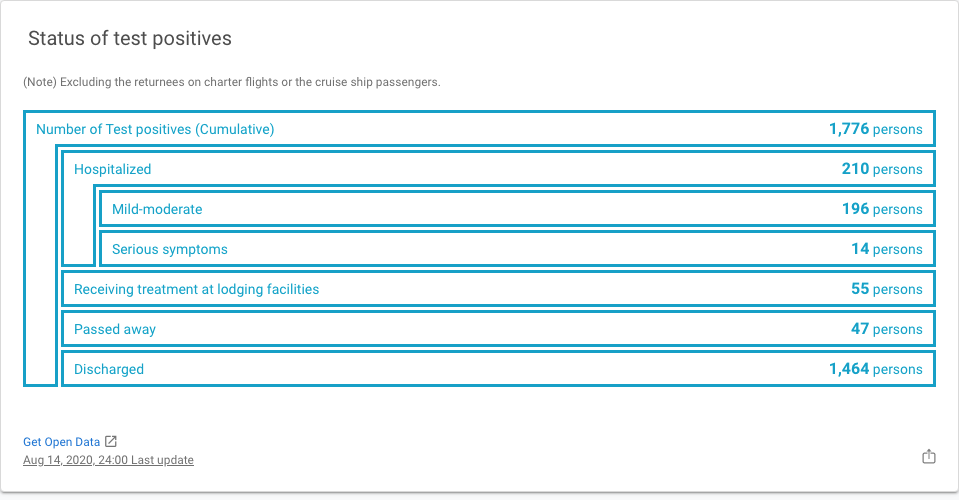 Status of test positives
(Note) Excluding the returnees on charter flights or the cruise ship passengers.
Number of Test positives (Cumulative) 1,776 persons
Hospitalized 210 persons
Mild-moderate 196 persons
Serious symptoms 14 persons
Receiving treatment at lodging facilities 55 persons
Passed away 47 persons
Discharged 1,464 persons
Get Open Data
Aug 14, 2020, 24:00 Last update